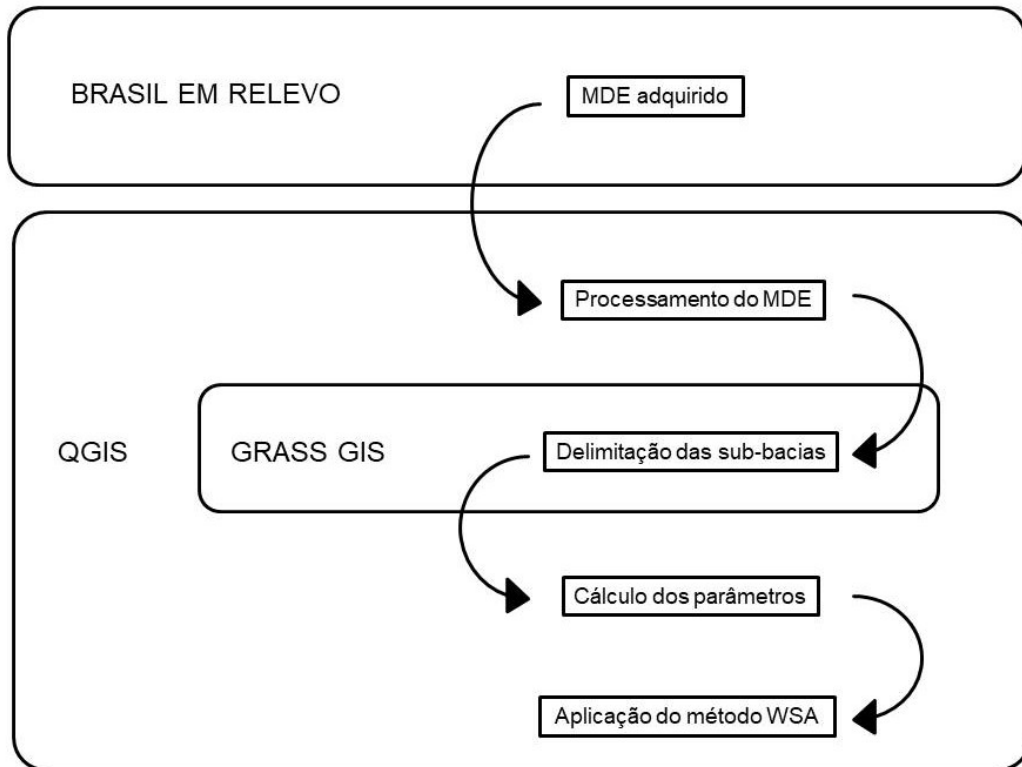 BRASIL EM RELEVO
MDE adquirido
Processamento do MDE
QGIS
GRASS GIS
Delimitação das sub-bacias
Cálculo dos parâmetros
Aplicação do método WSA